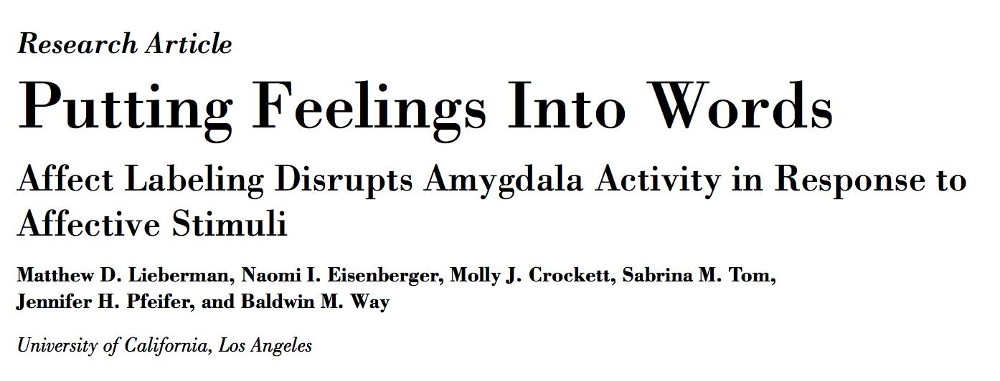 Research Article
Putting Feelings Into Words
Affect Labeling Disrupts Amygdala Activity in Response to
Affective Stimuli
Matthew D. Lieberman, Naomi I. Eisenberger, Molly J. Crockett, Sabrina M. Tom,
Jennifer H. Pfeifer, and Baldwin M. Way
University of California, Los Angeles